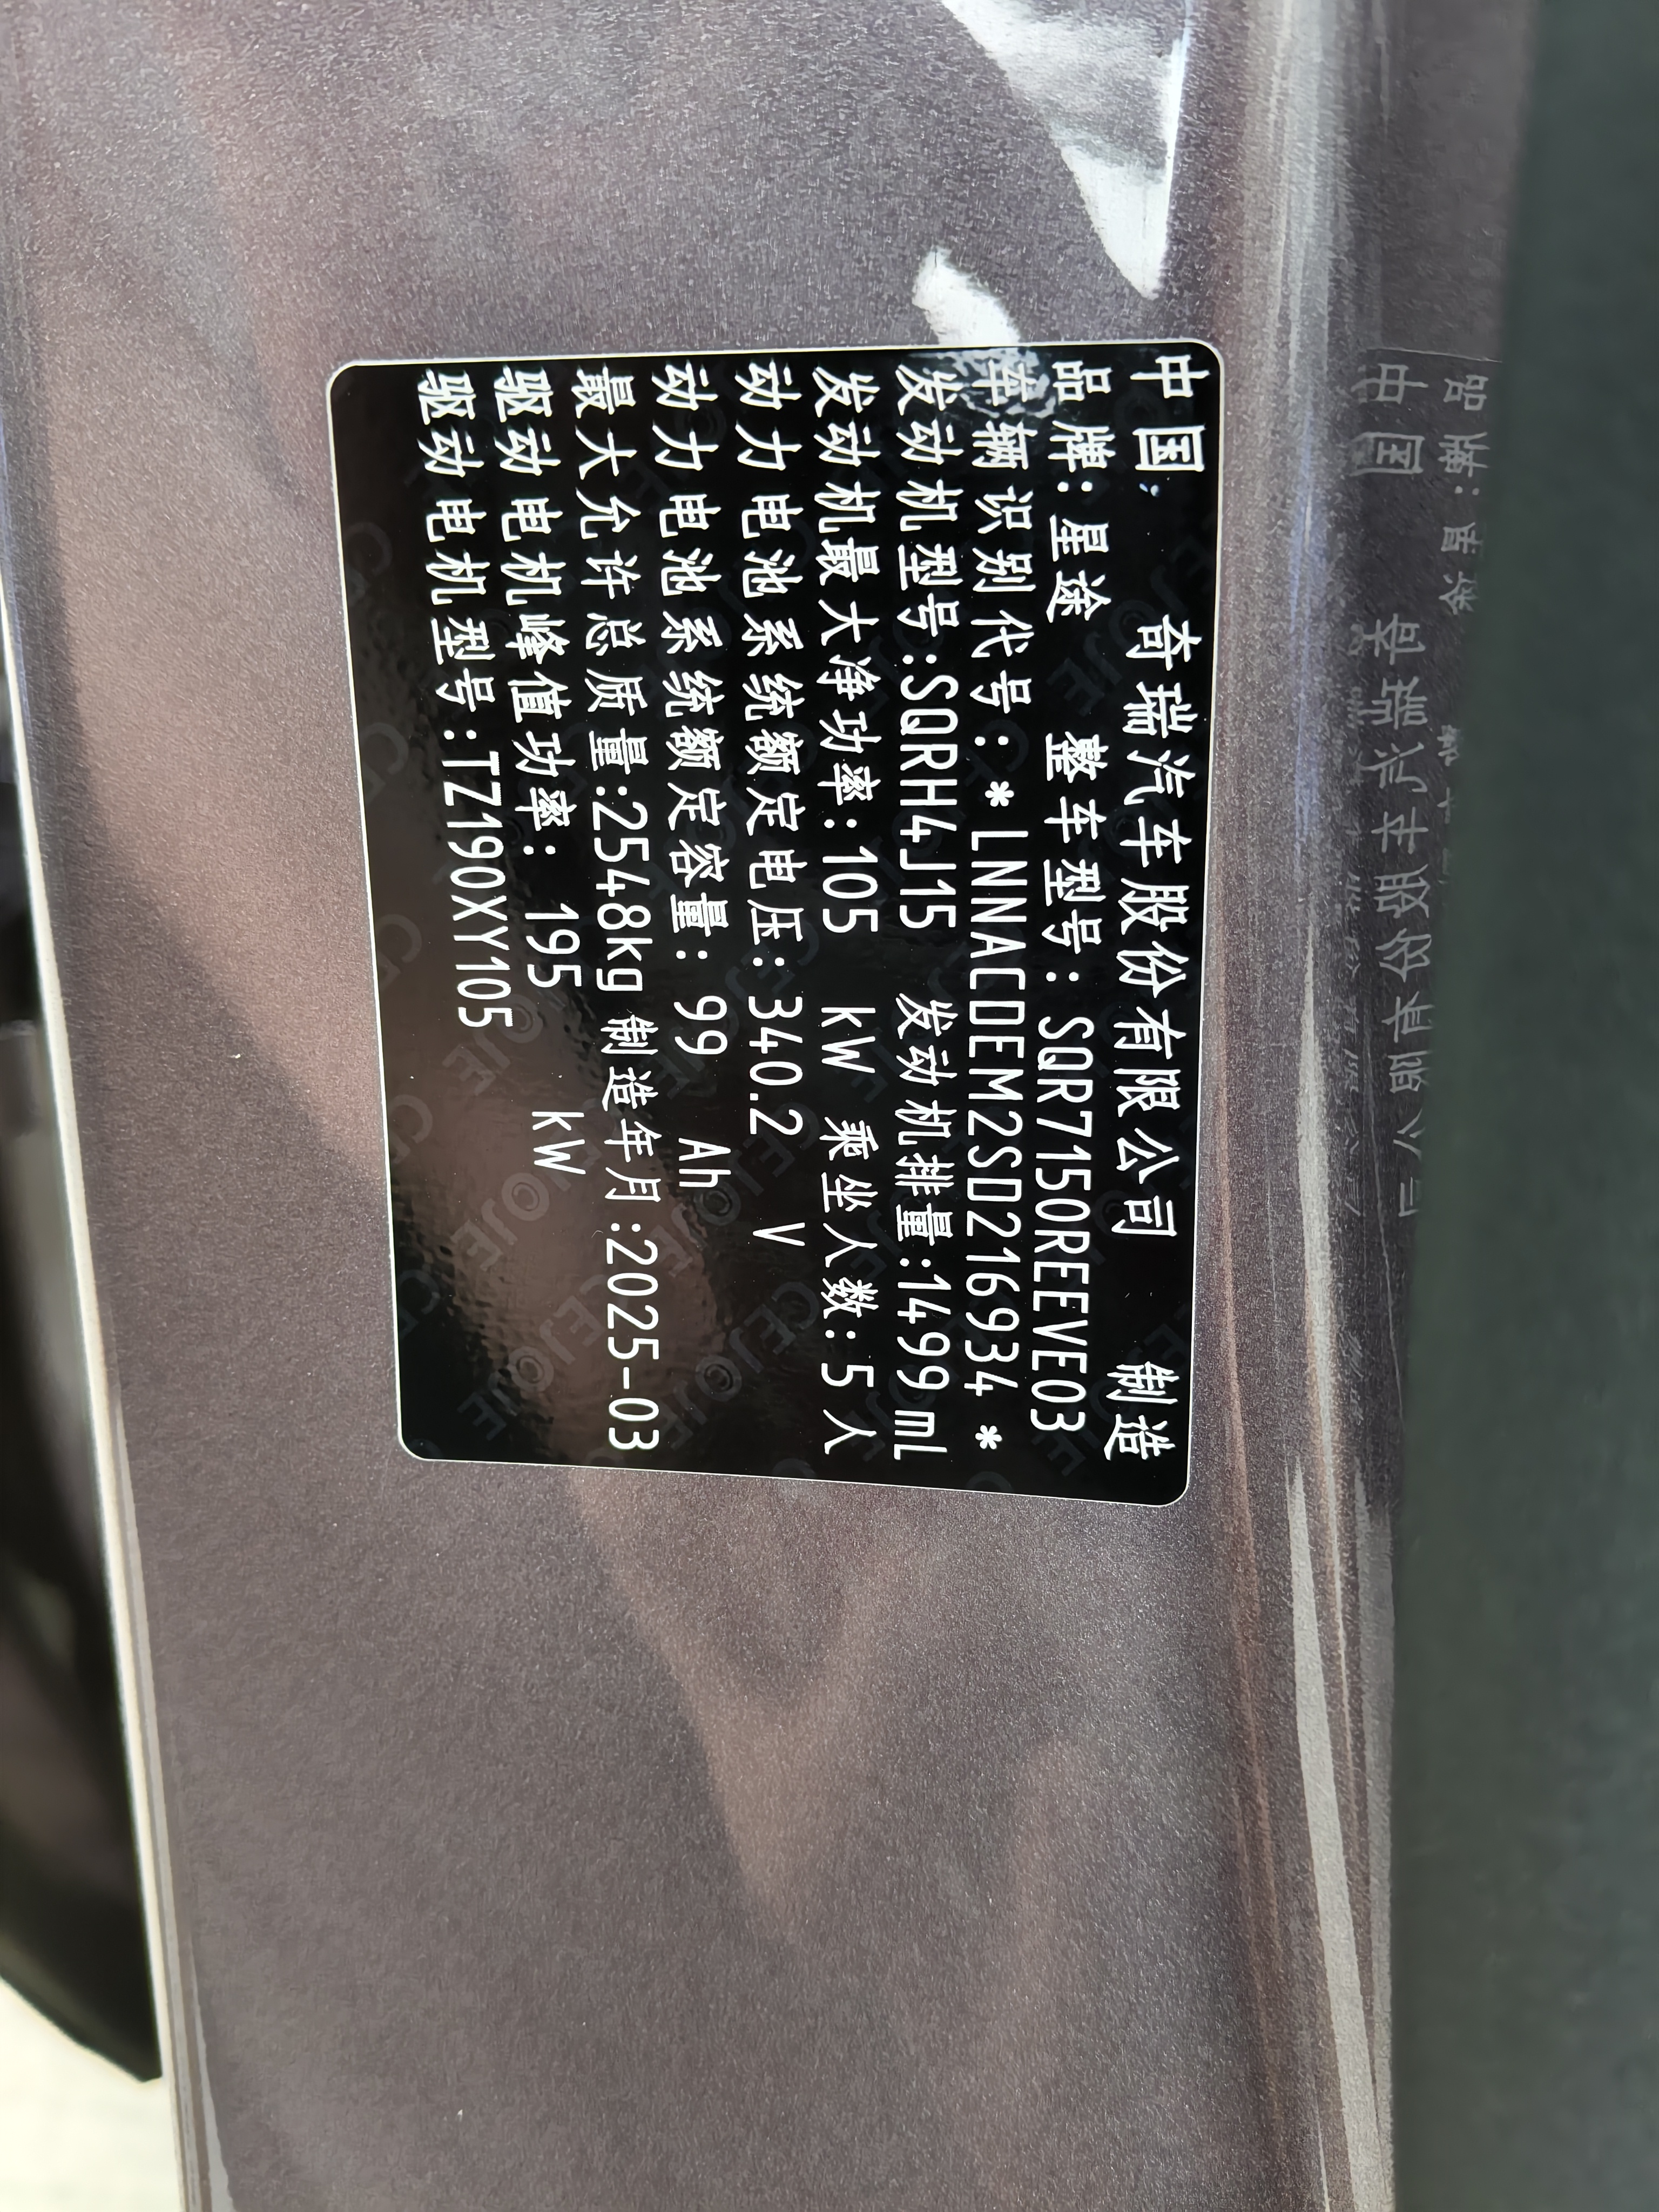 中国 奇瑞汽车股份有限公司 制造
品牌:星途 整车型号:SQR7150REEVE03
车辆识别代号:*LNNACDEM2SD216934*
发动机型号:SQRH4J15 发动机排量:1499mL
发动机最大净功率:105 kW 乘坐人数:5人
动力电池系统额定电压:340.2 V
动力电池系统额定容量:99 Ah
最大允许总质量:2548kg 制造年月:2025-03
驱动电机峰值功率:195 kW
驱动电机型号:TZ190XY105